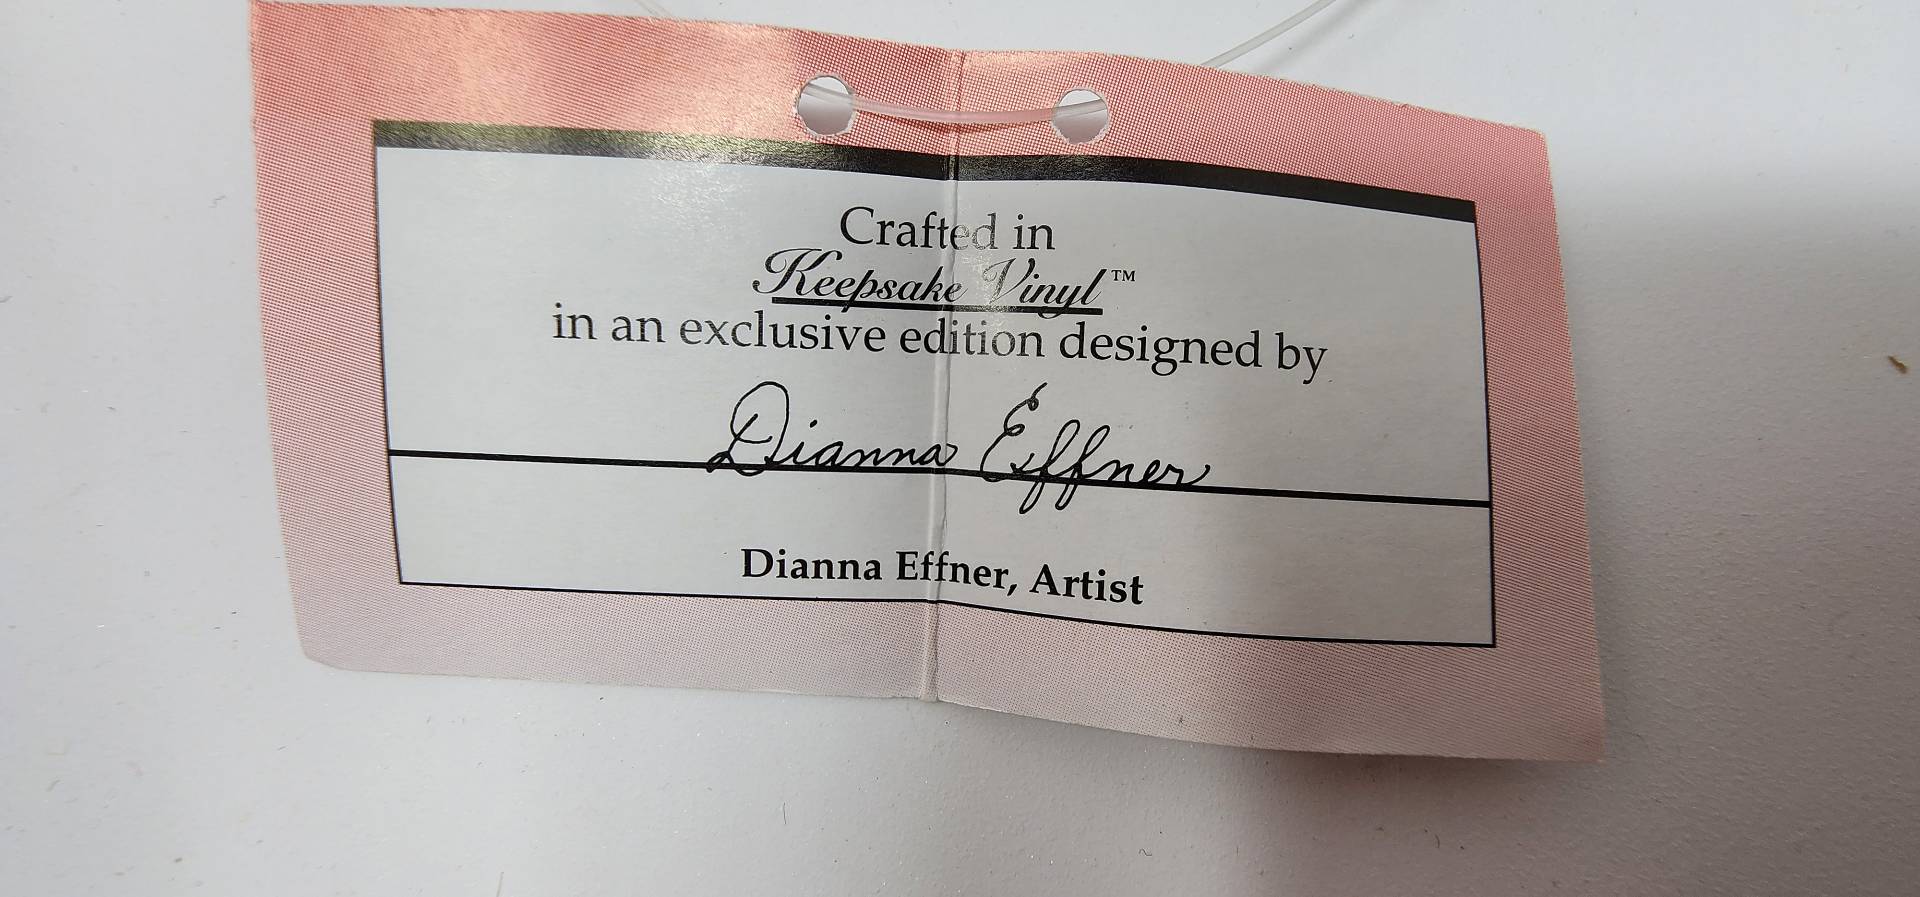 Crafted in
Keepsake Vinyl™
in an exclusive edition designed by
Dianna Effner
Dianna Effner, Artist